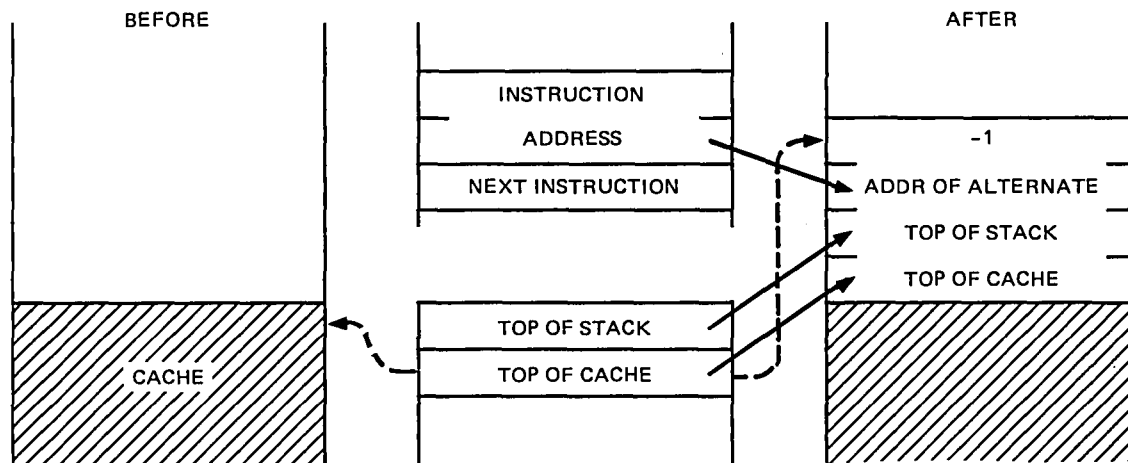 BEFORE
CACHE
INSTRUCTION
ADDRESS
NEXT INSTRUCTION
TOP OF STACK
TOP OF CACHE
AFTER
-1
ADDR OF ALTERNATE
TOP OF STACK
TOP OF CACHE